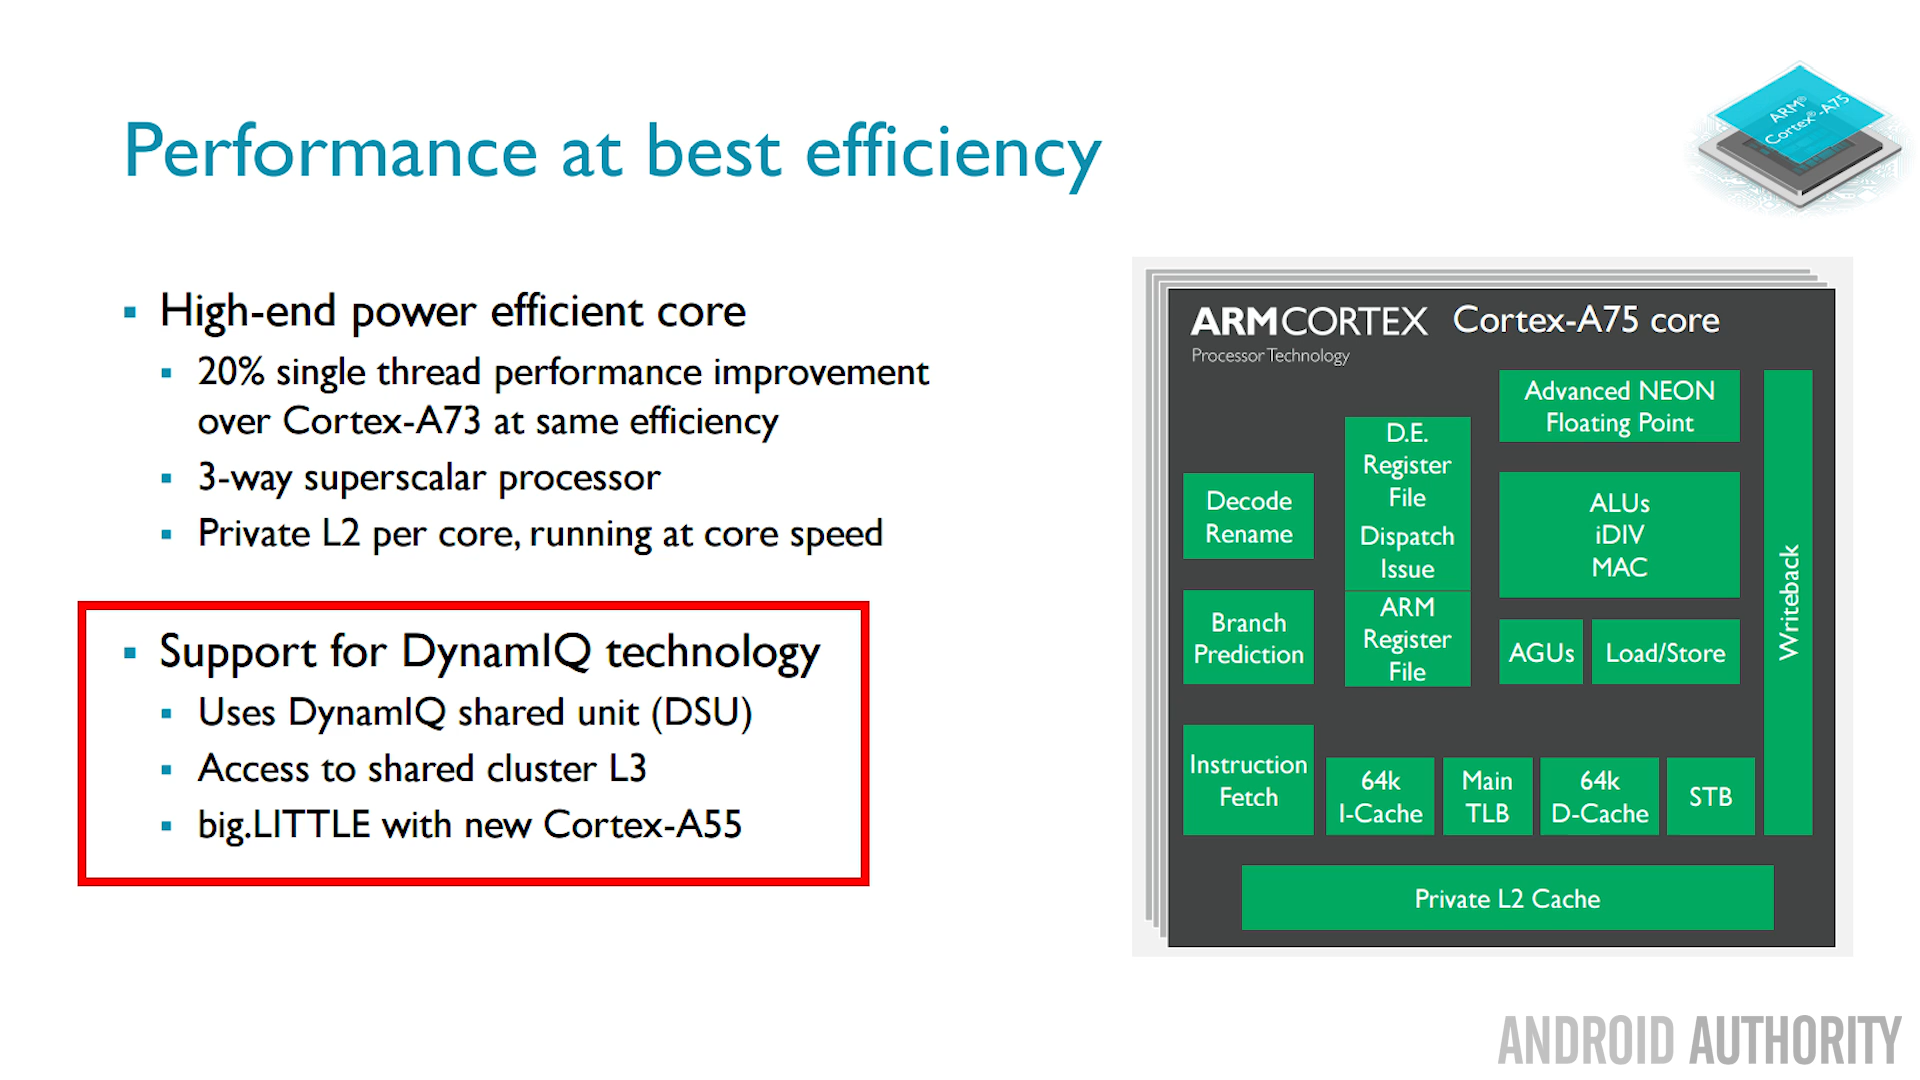 Performance at best efficiency
ARM®
Cortex®-A75
High-end power efficient core
20% single thread performance improvement
over Cortex-A73 at same efficiency
3-way superscalar processor
Private L2 per core, running at core speed
Support for DynamIQ technology
Uses DynamIQ shared unit (DSU)
Access to shared cluster L3
big.LITTLE with new Cortex-A55
ARMCORTEX
Processor Technology
Cortex-A75 core
Decode
Rename
Branch
Prediction
Instruction
Fetch
D.E.
Register
File
Dispatch
Issue
ARM
Register
File
Advanced NEON
Floating Point
ALUs
iDIV
MAC
AGUs
Load/Store
Writeback
64k
I-Cache
Main
TLB
64k
D-Cache
STB
Private L2 Cache
ANDROID AUTHORITY